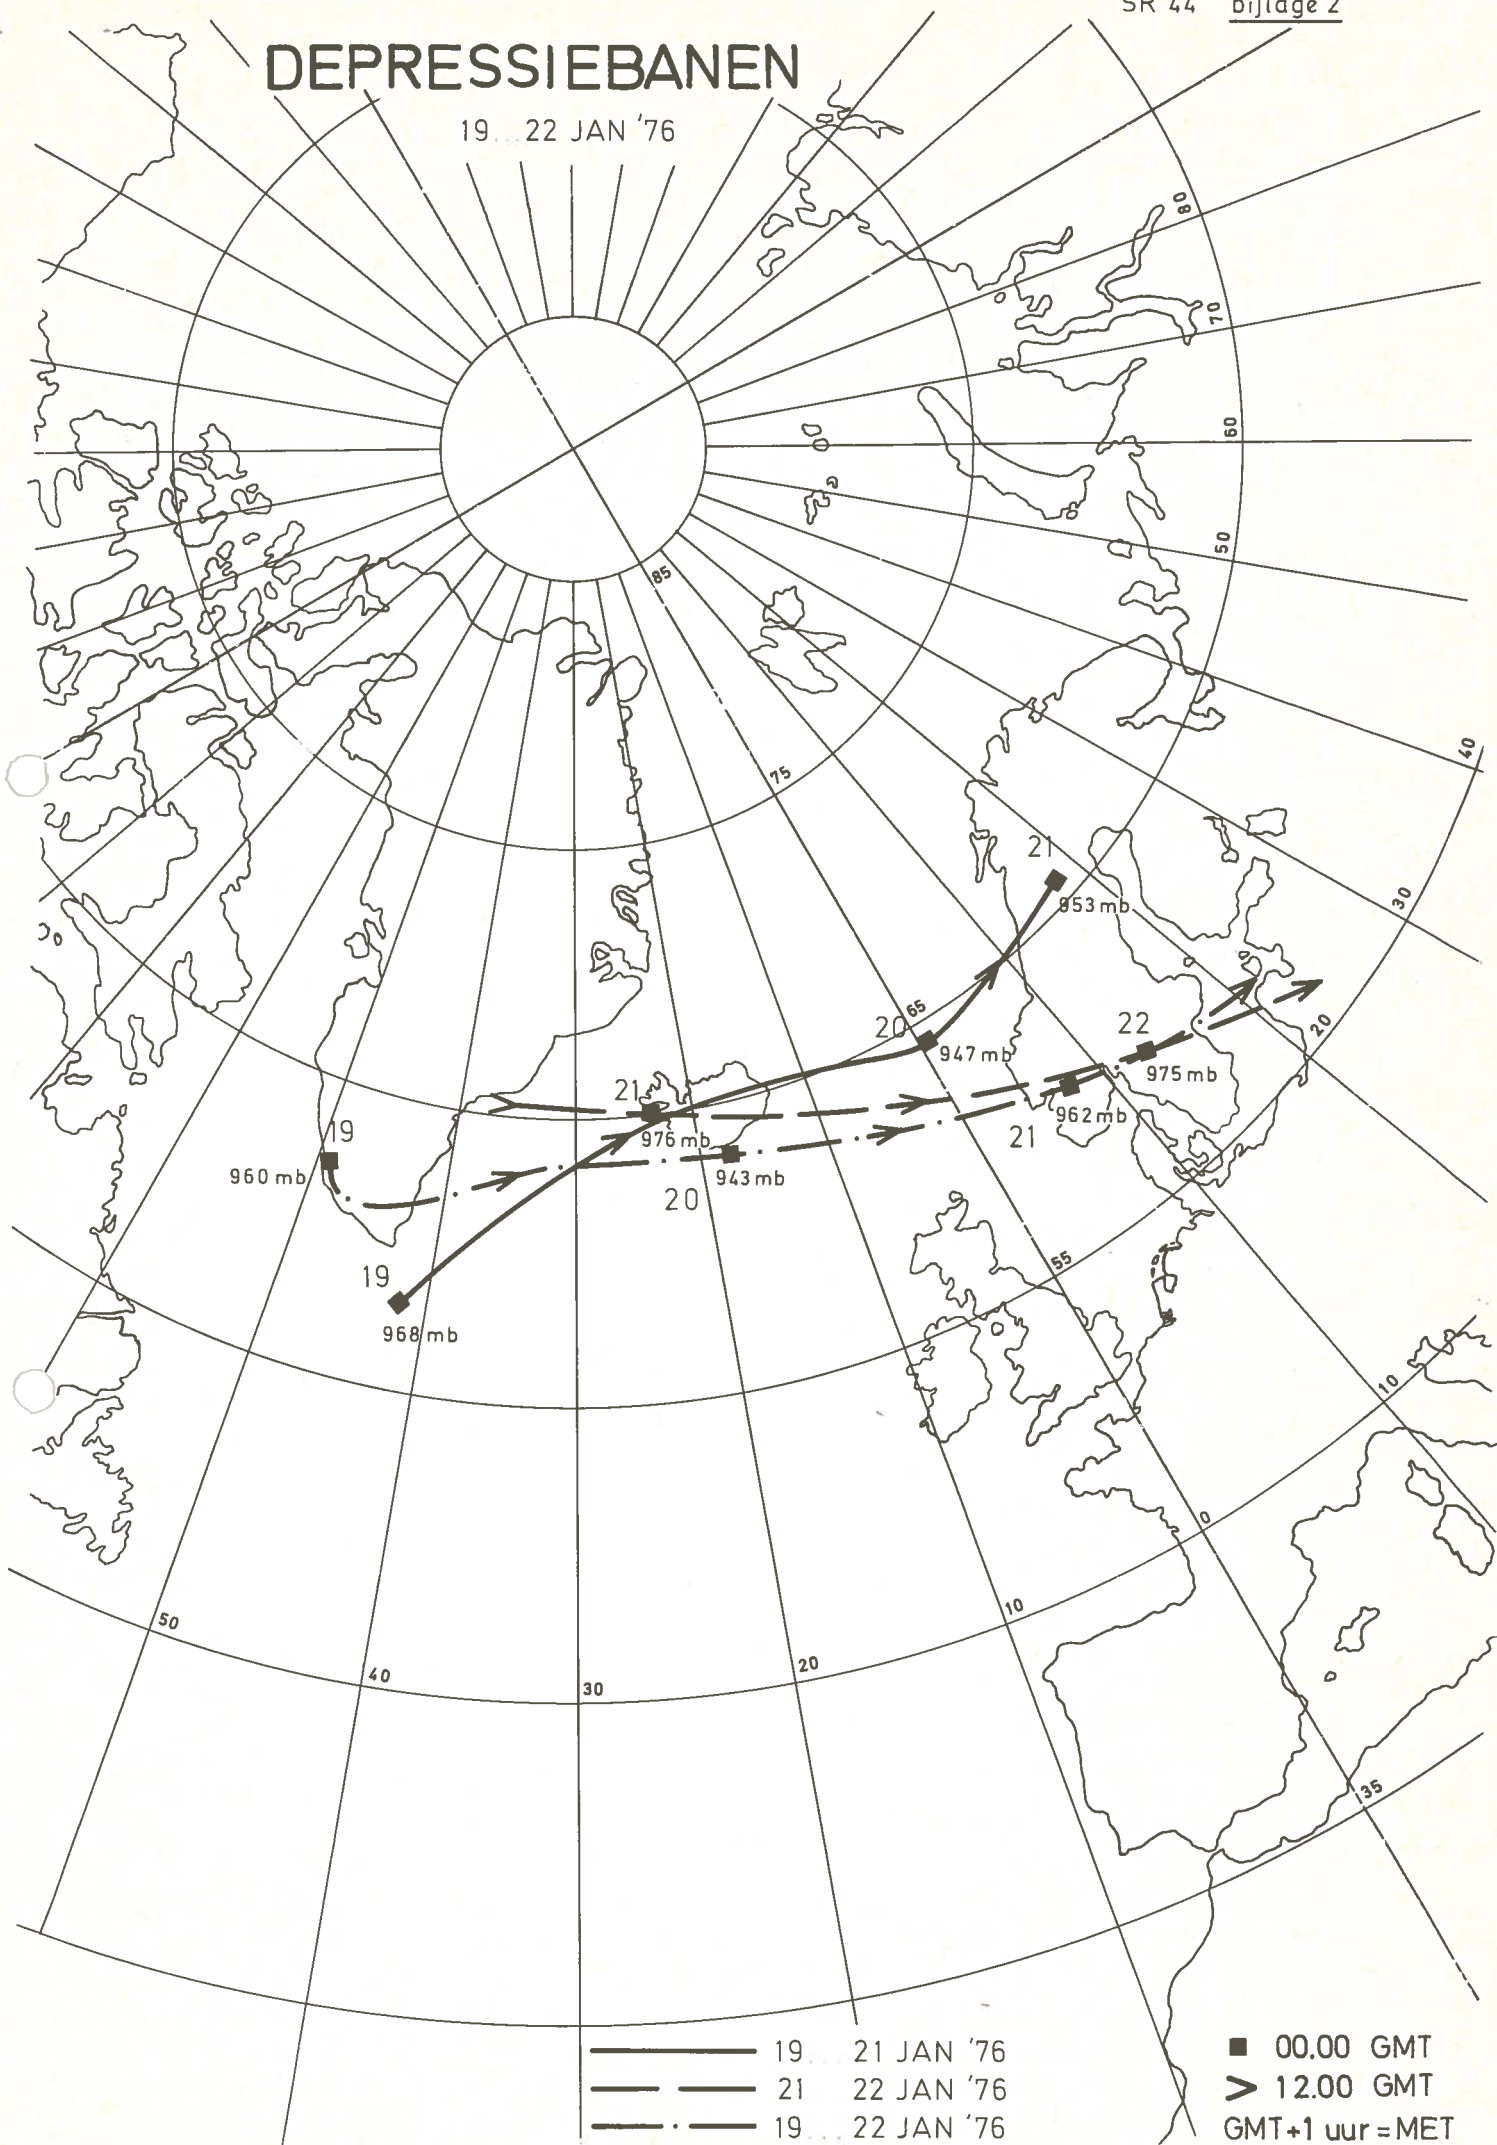 SR 44 bijlage 2
DEPRESSIEBANEN
19... 22 JAN '76
80
70
60
50
85
40
75
21
953 mb
30
65
20
947 mb
22
20
975 mb
21
976 mb
962 mb
21
19
960 mb
943 mb
20
55
19
968 mb
10
0
50
10
40
20
30
35
19... 21 JAN '76
21 22 JAN '76
19... 22 JAN '76
00.00 GMT
> 12.00 GMT
GMT+1 uur = MET